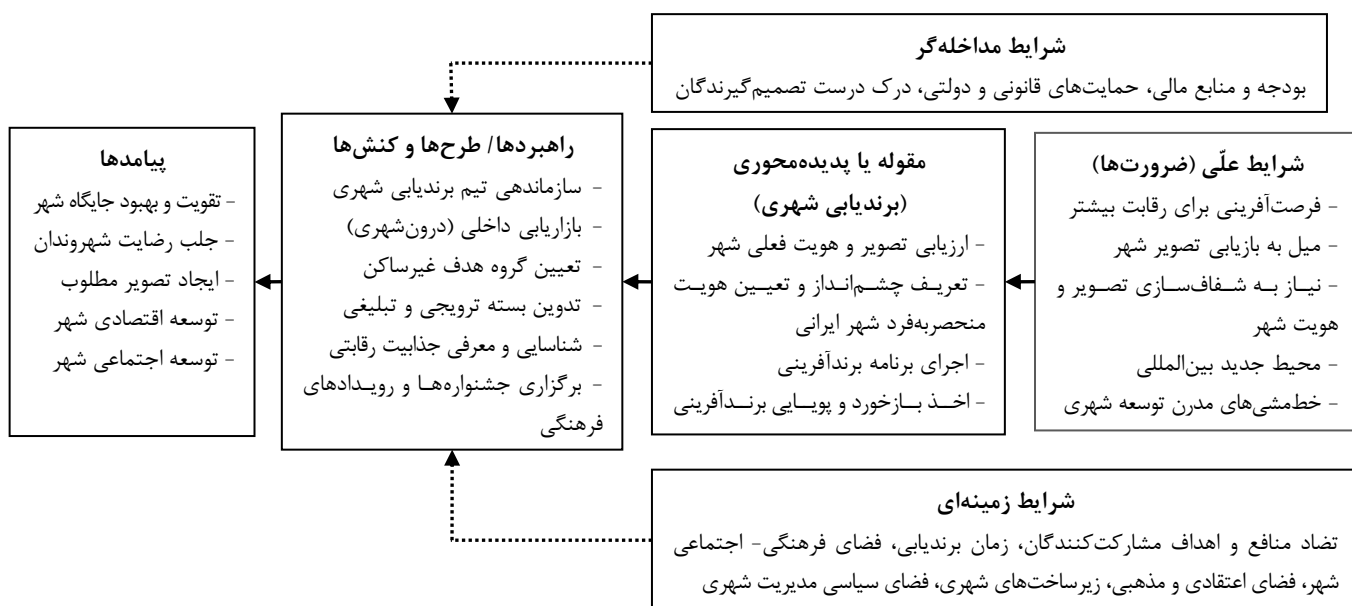 شرایط مداخله‌گر
بودجه و منابع مالی، حمایت‌های قانونی و دولتی، درک درست تصمیم‌گیرندگان
شرایط علّی (ضرورت‌ها)
- فرصت‌آفرینی برای رقابت بیشتر
- میل به بازیابی تصویر شهر
- نیاز به شفاف‌سازی تصویر و
هویت شهر
- محیط جدید بین‌المللی
- خط‌مشی‌های مدرن توسعه شهری
مقوله یا پدیده‌محوری
(برندیابی شهری)
- ارزیابی تصویر و هویت فعلی شهر
- تعریف چشم‌انداز و تعیین هویت
منحصربه‌فرد شهر ایرانی
- اجرای برنامه برندآفرینی
- اخذ بازخورد و پویایی برندآفرینی
راهبردها/ طرح‌ها و کنش‌ها
- سازماندهی تیم برندیابی شهری
- بازاریابی داخلی (درون‌شهری)
- تعیین گروه هدف غیرساکن
- تدوین بسته ترویجی و تبلیغی
- شناسایی و معرفی جذابیت رقابتی
- برگزاری جشنواره‌ها و رویدادهای
فرهنگی
پیامدها
- تقویت و بهبود جایگاه شهر
- جلب رضایت شهروندان
- ایجاد تصویر مطلوب
- توسعه اقتصادی شهر
- توسعه اجتماعی شهر
شرایط زمینه‌ای
تضاد منافع و اهداف مشارکت‌کنندگان، زمان برندیابی، فضای فرهنگی- اجتماعی
شهر، فضای اعتقادی و مذهبی، زیرساخت‌های شهری، فضای سیاسی مدیریت شهری